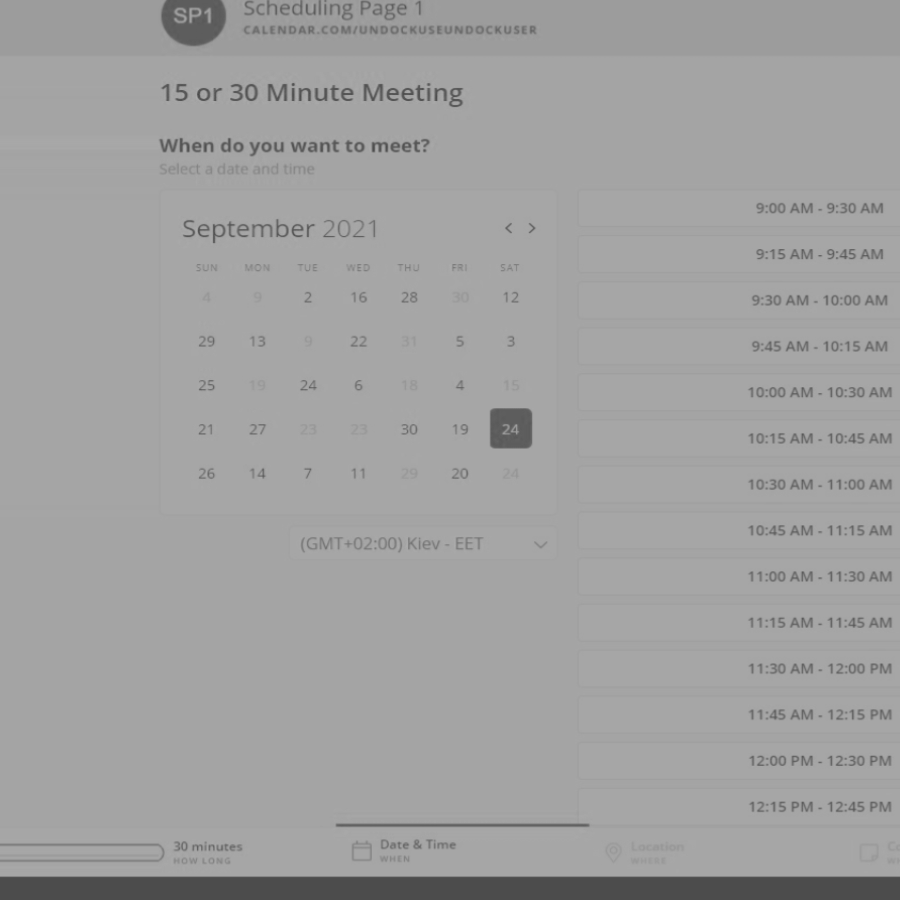 SP1
Scheduling Page 1
CALENDAR.COM/UNDOCKUSEUNDOCKUSER
15 or 30 Minute Meeting
When do you want to meet?
Select a date and time
September 2021
SUN MON TUE WED THU FRI SAT
4 9 2 16 28 30 12
29 13 9 22 31 5 3
25 19 24 6 18 4 15
21 27 23 23 30 19 24
26 14 7 11 29 20 24
(GMT+02:00) Kiev - EET
9:00 AM - 9:30 AM
9:15 AM - 9:45 AM
9:30 AM - 10:00 AM
9:45 AM - 10:15 AM
10:00 AM - 10:30 AM
10:15 AM - 10:45 AM
10:30 AM - 11:00 AM
10:45 AM - 11:15 AM
11:00 AM - 11:30 AM
11:15 AM - 11:45 AM
11:30 AM - 12:00 PM
11:45 AM - 12:15 PM
12:00 PM - 12:30 PM
12:15 PM - 12:45 PM
30 minutes
HOW LONG
Date & Time
WHEN
Location
WHERE